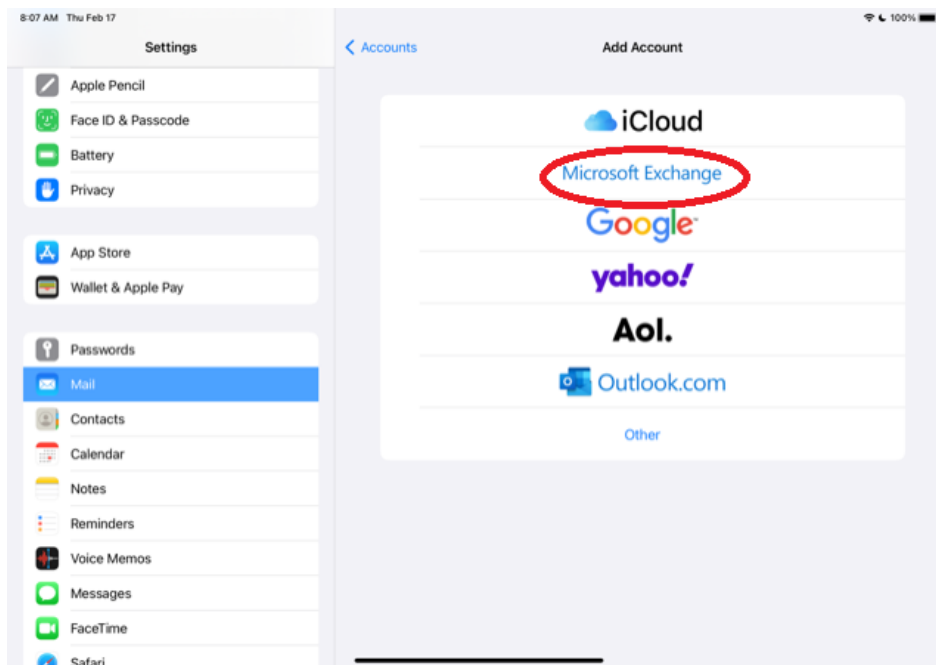 8:07 AM Thu Feb 17
100%
Settings
Apple Pencil
Face ID & Passcode
Battery
Privacy
App Store
Wallet & Apple Pay
Passwords
Mail
Contacts
Calendar
Notes
Reminders
Voice Memos
Messages
FaceTime
Safari
Accounts
Add Account
iCloud
Microsoft Exchange
Google™
yahoo!
Aol.
Outlook.com
Other